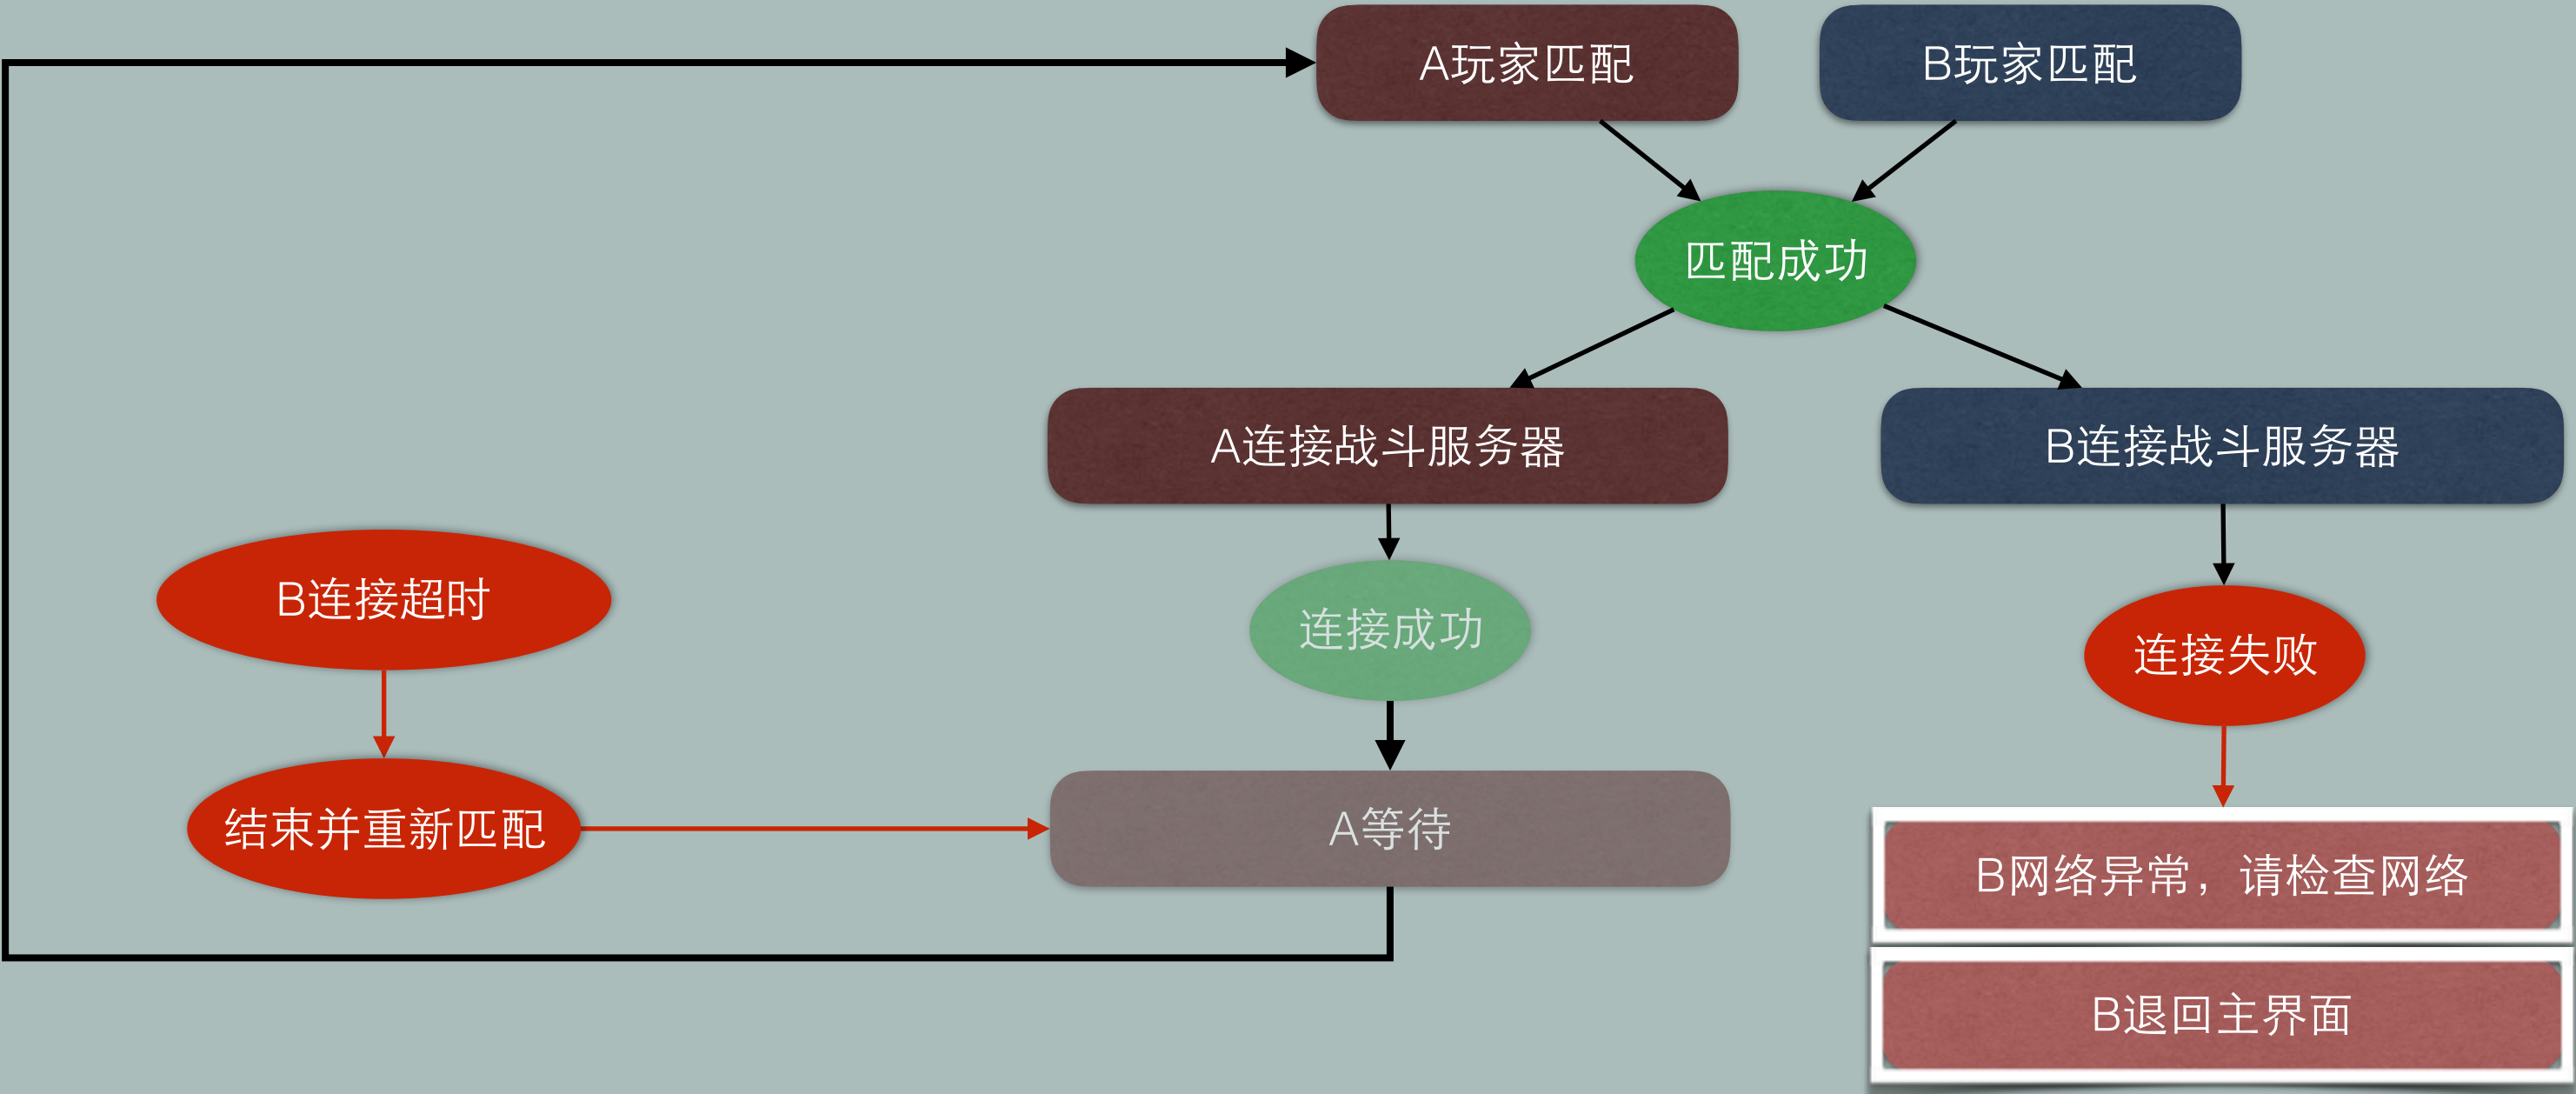 A玩家匹配
B玩家匹配
匹配成功
A连接战斗服务器
B连接战斗服务器
B连接超时
连接成功
连接失败
结束并重新匹配
A等待
B网络异常，请检查网络
B退回主界面